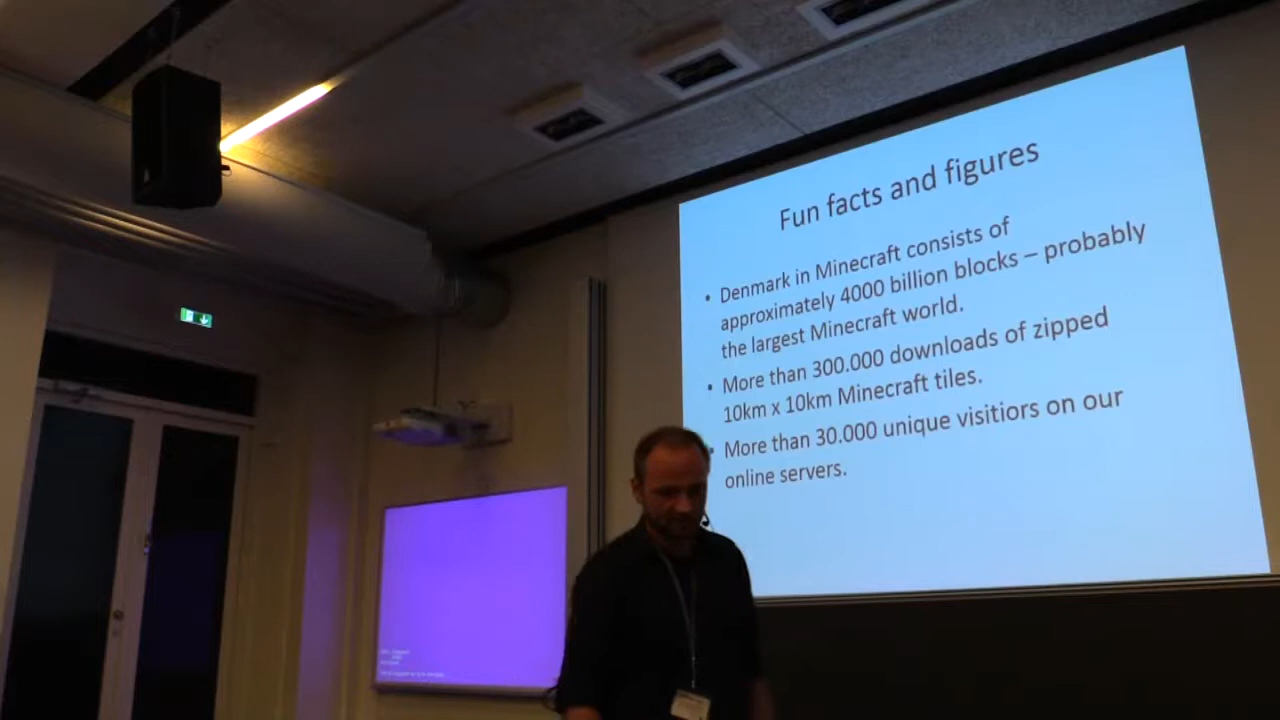 Fun facts and figures
• Denmark in Minecraft consists of
approximately 4000 billion blocks – probably
the largest Minecraft world.
• More than 300.000 downloads of zipped
10km x 10km Minecraft tiles.
• More than 30.000 unique visitiors on our
online servers.